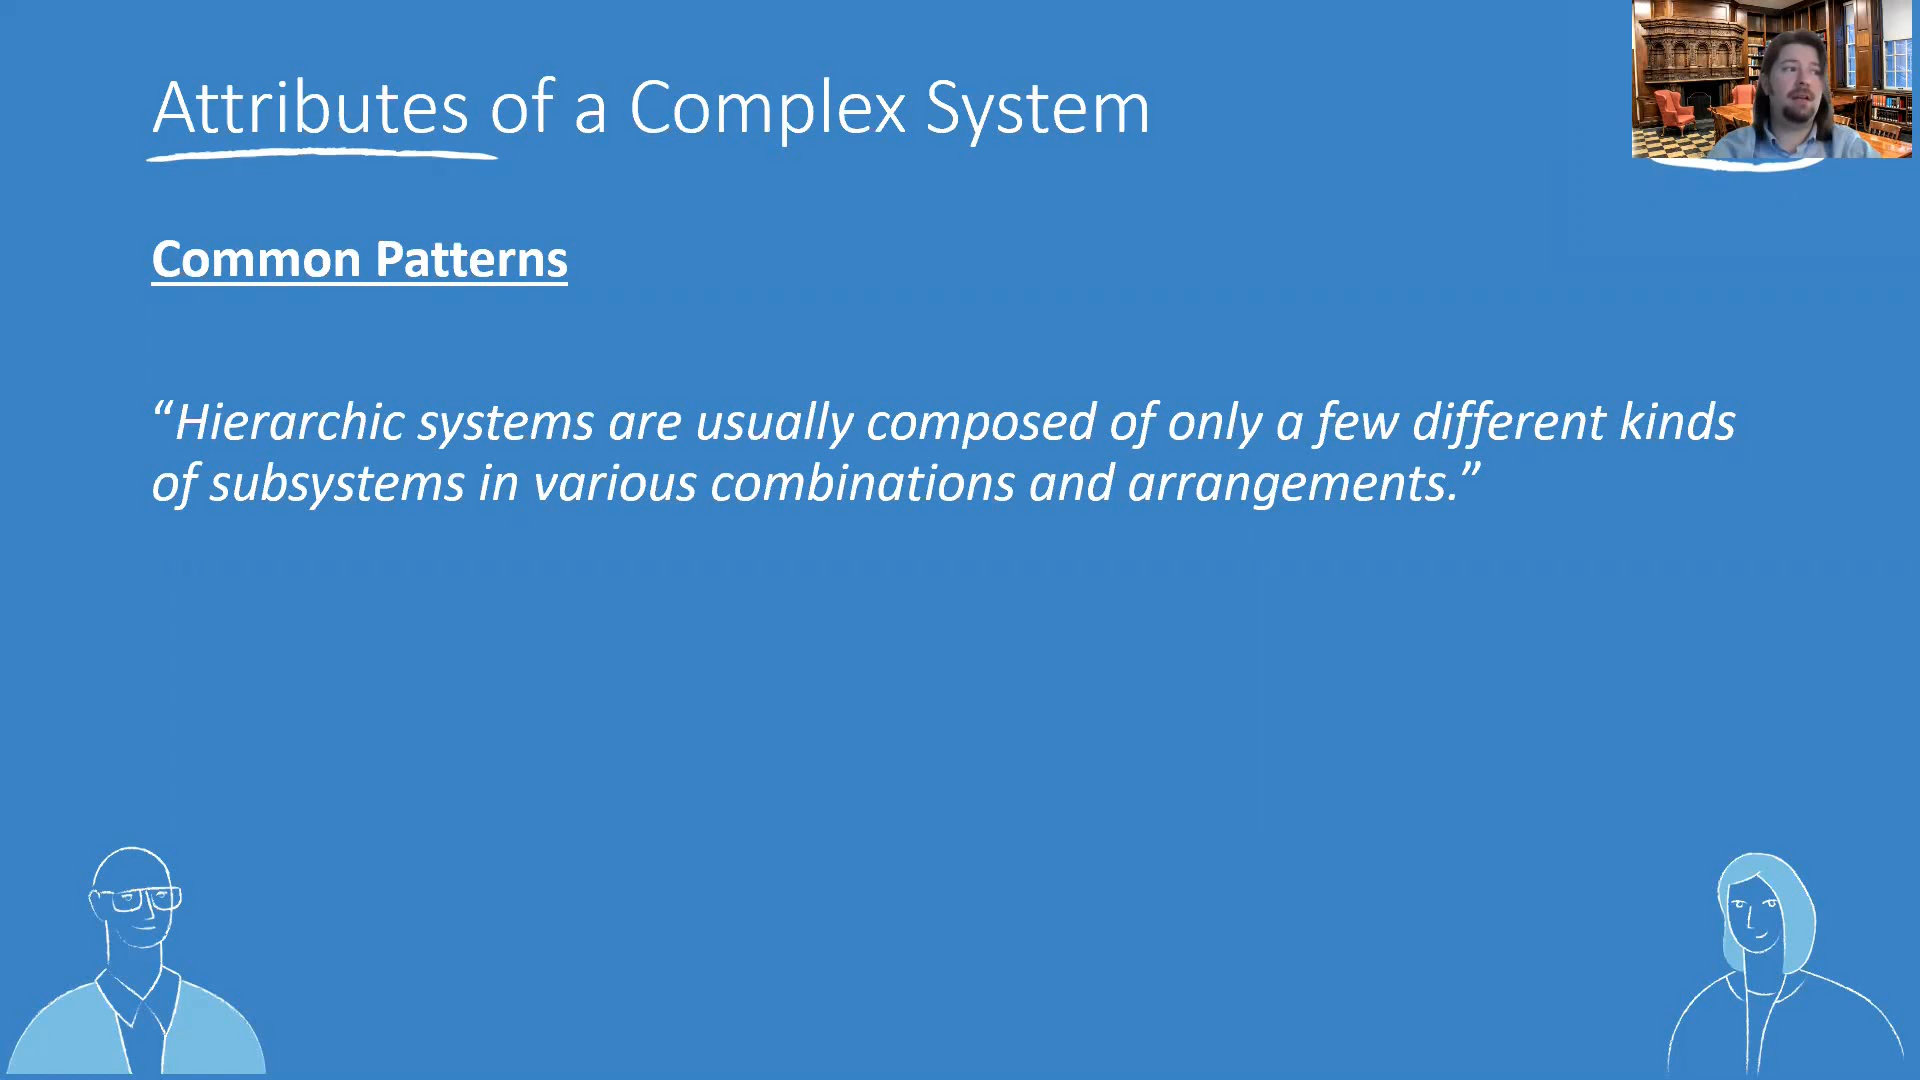 Attributes of a Complex System
Common Patterns
“Hierarchic systems are usually composed of only a few different kinds
of subsystems in various combinations and arrangements.”